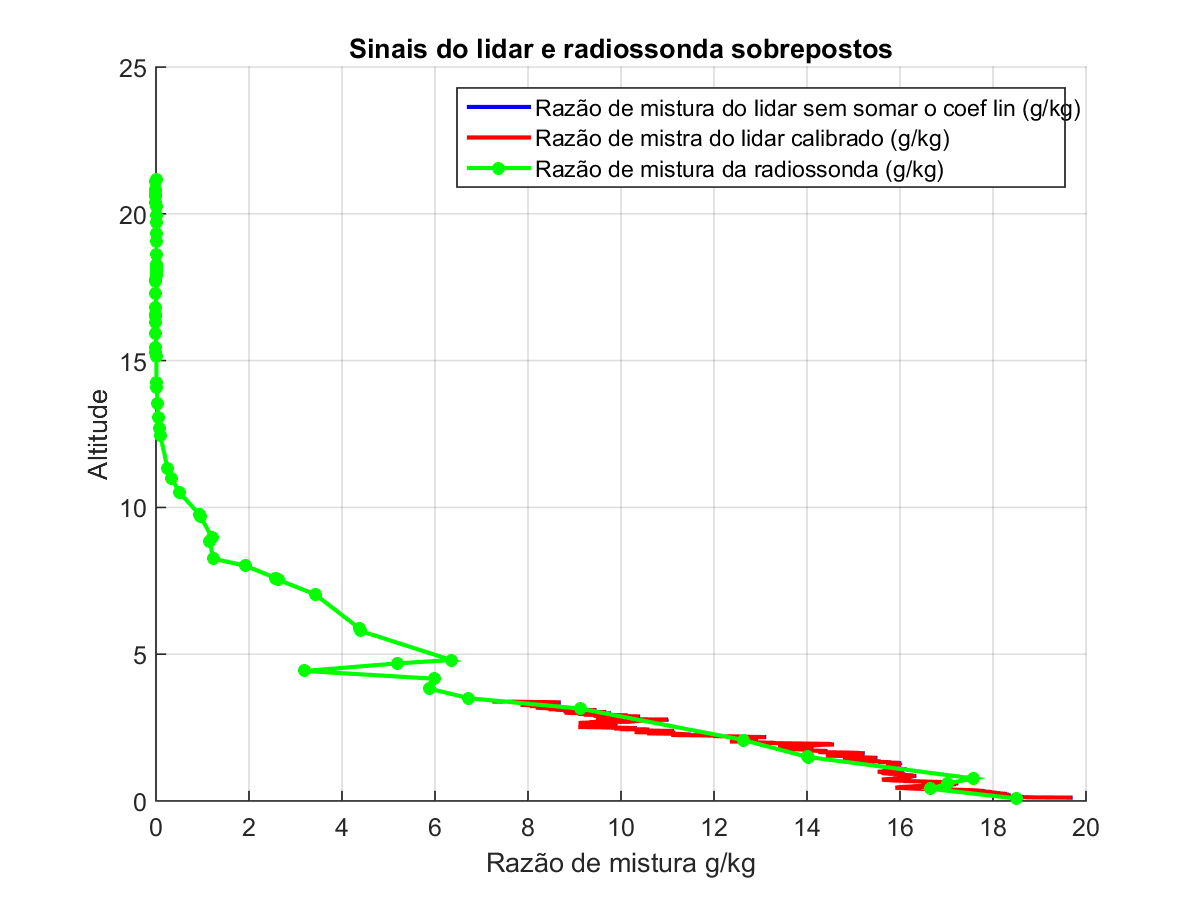 Sinais do lidar e radiossonda sobrepostos
25
Razão de mistura do lidar sem somar o coef lin (g/kg)
Razão de mistra do lidar calibrado (g/kg)
Razão de mistura da radiossonda (g/kg)
20
15
Altitude
10
5
0
0 2 4 6 8 10 12 14 16 18 20
Razão de mistura g/kg